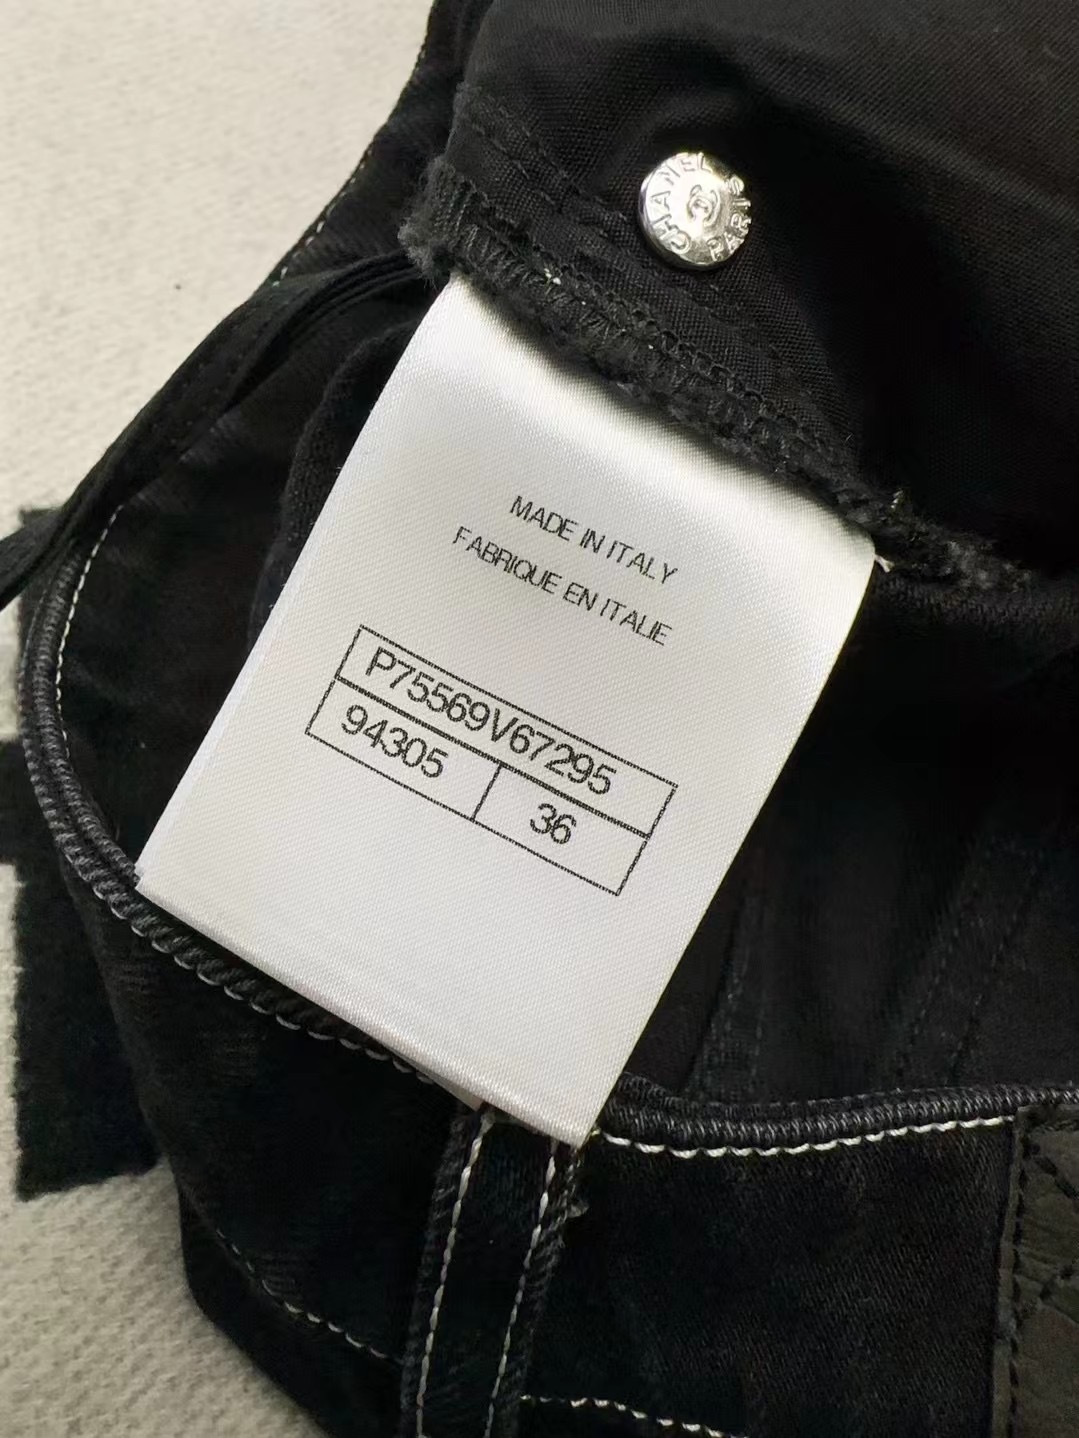 CHANEL
PARIS
MADE IN ITALY
FABRIQUE EN ITALIE
P75569V67295
94305 36